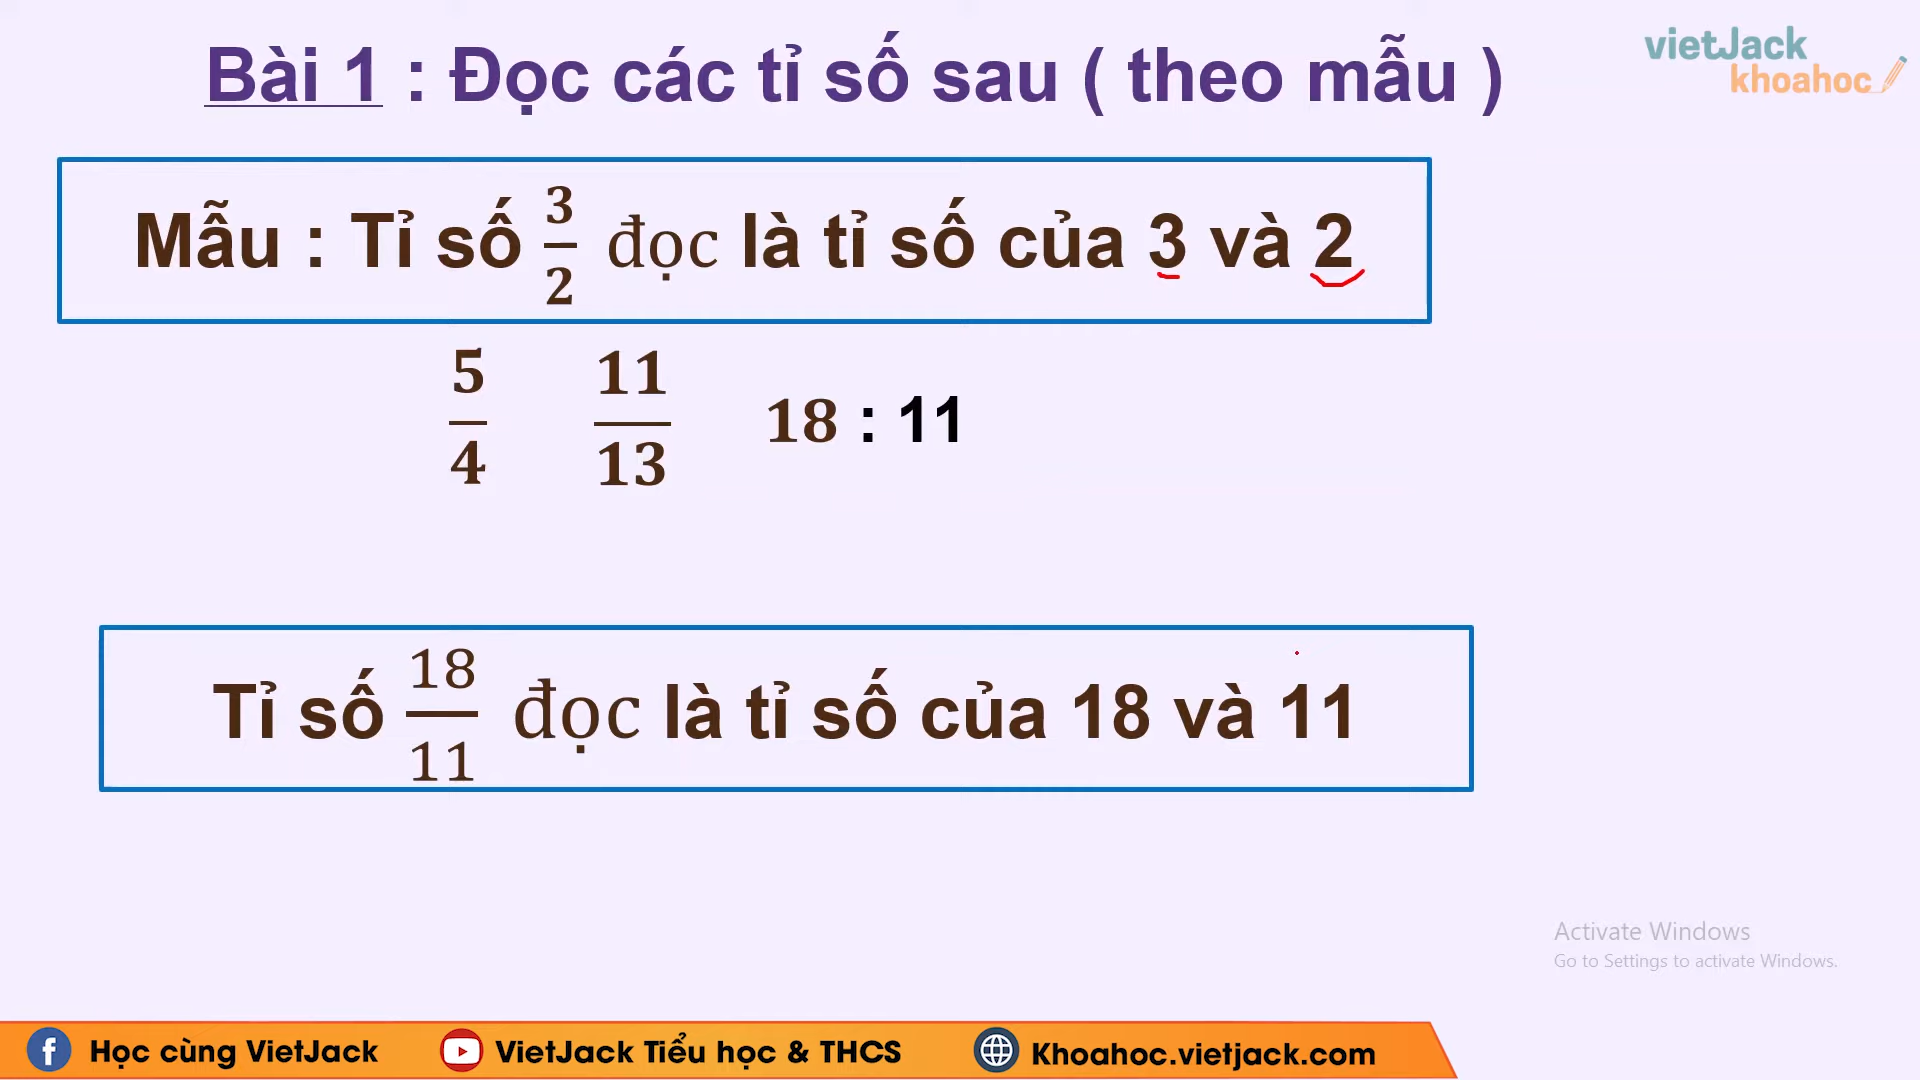 Bài 1 : Đọc các tỉ số sau ( theo mẫu )
vietJack
khoahoc
Mẫu : Tỉ số 3/2 đọc là tỉ số của 3 và 2
5/4 11/13 18 : 11
Tỉ số 18/11 đọc là tỉ số của 18 và 11
Activate Windows
Go to Settings to activate Windows.
Học cùng VietJack VietJack Tiểu học & THCS Khoahoc.vietjack.com